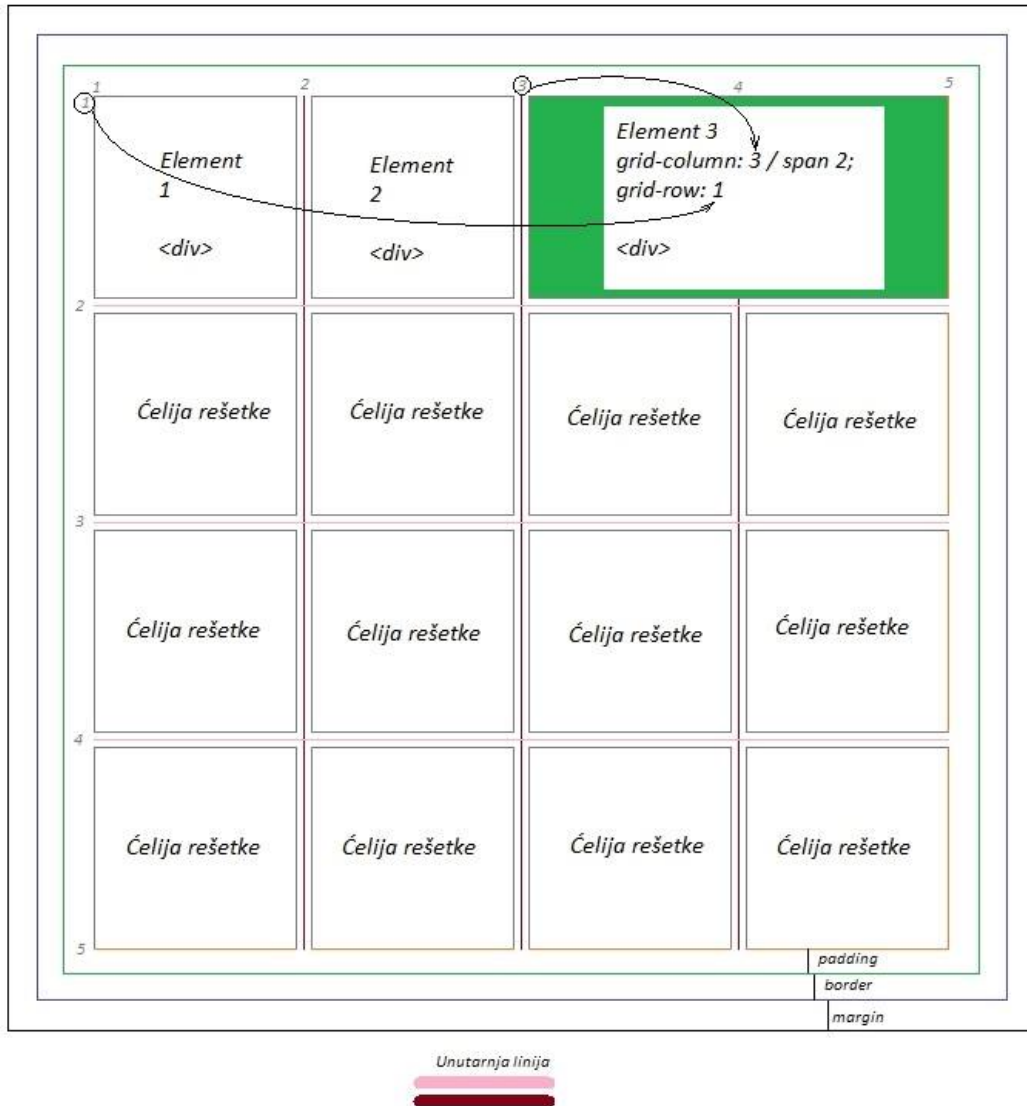 1 2 3 4 5
1
Element
1
<div>
Element
2
<div>
Element 3
grid-column: 3 / span 2;
grid-row: 1
<div>
2
Ćelija rešetke
Ćelija rešetke
Ćelija rešetke
Ćelija rešetke
3
Ćelija rešetke
Ćelija rešetke
Ćelija rešetke
Ćelija rešetke
4
Ćelija rešetke
Ćelija rešetke
Ćelija rešetke
Ćelija rešetke
5
padding
border
margin
Unutarnja linija